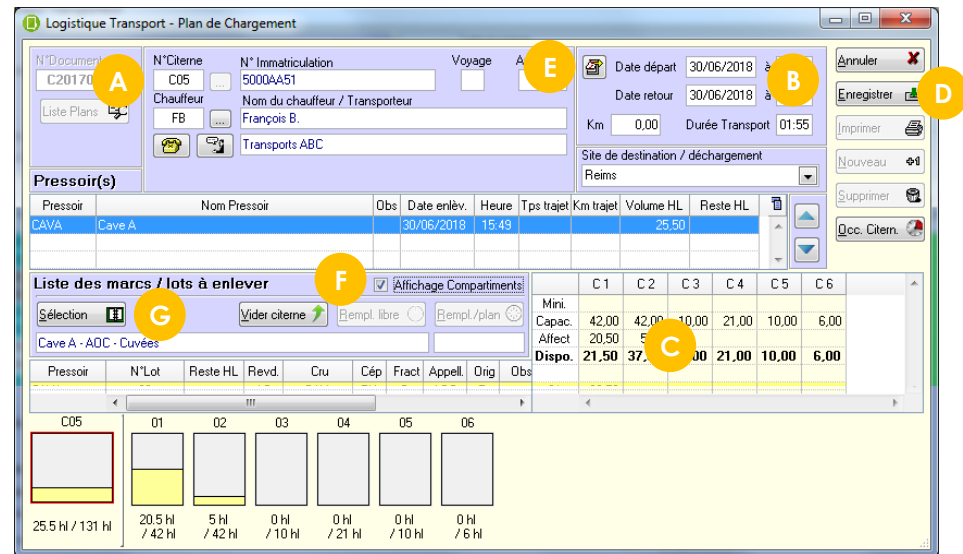 Logistique Transport - Plan de Chargement
N°Document
C20170
A
Liste Plans
N°Citerne N° Immatriculation Voyage
C05 ... 5000AA51
Chauffeur Nom du chauffeur / Transporteur
FB ... François B.
Transports ABC
E
Date départ 30/06/2018 à
Date retour 30/06/2018 à
B
Km 0,00 Durée Transport 01:55
Site de destination / déchargement
Reims
Annuler
Enregistrer
D
Imprimer
Nouveau
Supprimer
Occ. Citern.
Pressoir(s)
Pressoir Nom Pressoir Obs Date enlèv. Heure Tps trajet Km trajet Volume HL Reste HL
CAVA Cave A 30/06/2018 15:49 25,50
Liste des marcs / lots à enlever
F
Affichage Compartiments
Sélection
G
Vider citerne Rempl. libre Rempl./plan
Cave A - AOC - Cuvées
Pressoir N°Lot Reste HL Revd. Cru Cép Fract Appell. Orig Obs
C 1 C 2 C 3 C 4 C 5 C 6
Mini.
Capac. 42,00 42,00 10,00 21,00 10,00 6,00
Affect 20,50
C
Dispo. 21,50 21,00 10,00 6,00
C05 01 02 03 04 05 06
25.5 hl / 131 hl
20.5 hl 5 hl 0 hl 0 hl 0 hl 0 hl
/ 42 hl / 42 hl / 10 hl / 21 hl / 10 hl / 6 hl